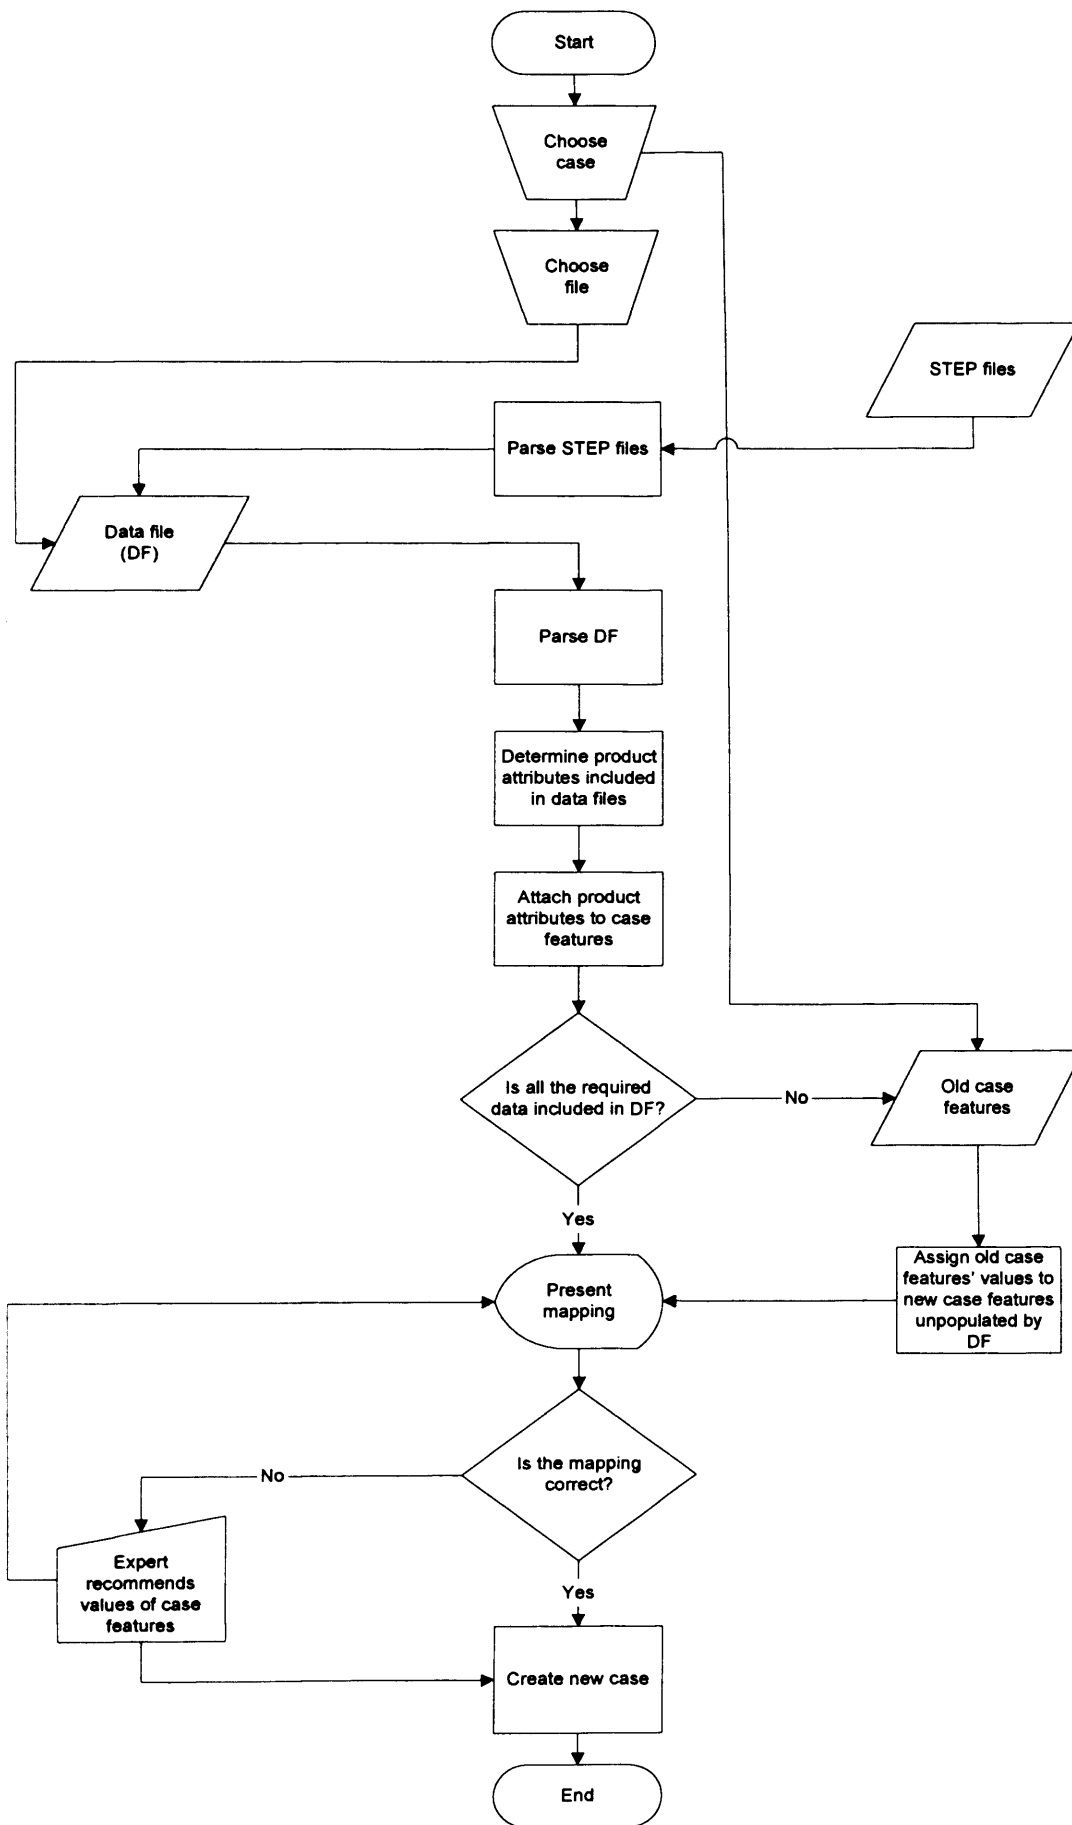 Start
Choose
case
Choose
file
STEP files
Parse STEP files
Data file
(DF)
Parse DF
Determine product
attributes included
in data files
Attach product
attributes to case
features
Is all the required
data included in DF?
No
Old case
features
Yes
Assign old case
features' values to
new case features
unpopulated by
DF
Present
mapping
Is the mapping
correct?
No
Expert
recommends
values of case
features
Yes
Create new case
End